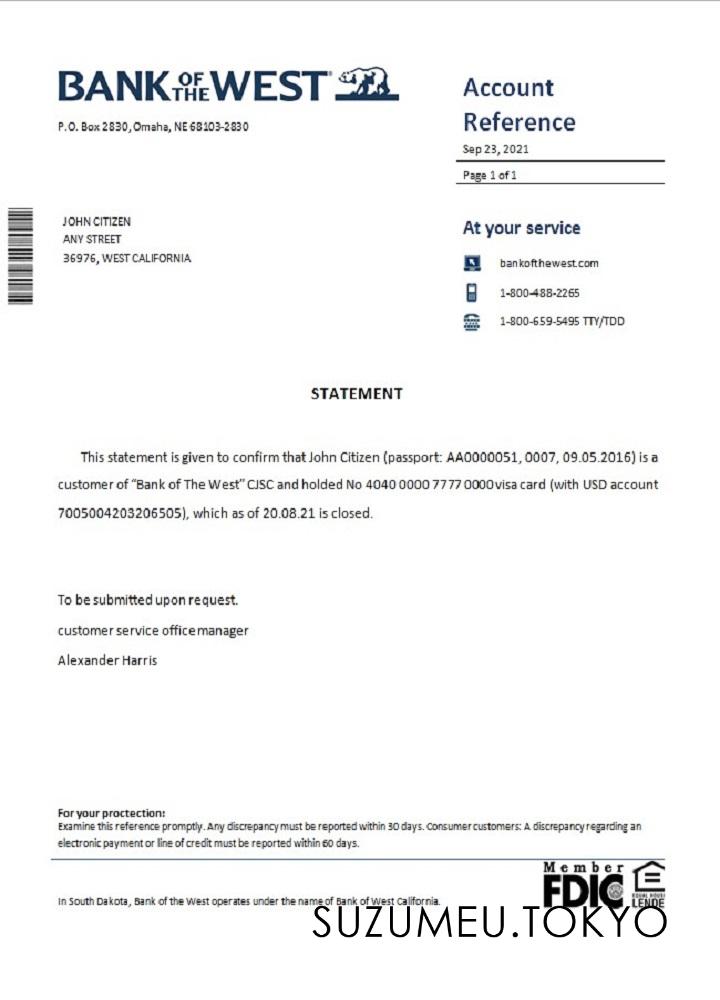 BANK OF THE WEST
P.O. Box 2830, Omaha, NE 68103-2830
Account
Reference
Sep 23, 2021
Page 1 of 1
JOHN CITIZEN
ANY STREET
36976, WEST CALIFORNIA
At your service
bankofthewest.com
1-800-488-2265
1-800-659-5495 TTY/TDD
STATEMENT
This statement is given to confirm that John Citizen (passport: AA0000051, 0007, 09.05.2016) is a
customer of “Bank of The West” CJSC and holded No 4040 0000 7777 0000visa card (with USD account
7005004203206505), which as of 20.08.21 is closed.
To be submitted upon request.
customer service office manager
Alexander Harris
For your proctection:
Examine this reference promptly. Any discrepancy must be reported within 30 days. Consumer customers: A discrepancy regarding an
electronic payment or line of credit must be reported within 60 days.
Member
FDIC
EQUAL HOUSI
LENDE
In South Dakota, Bank of the West operates under the name of Bank of West California.
SUZUMEU.TOKYO